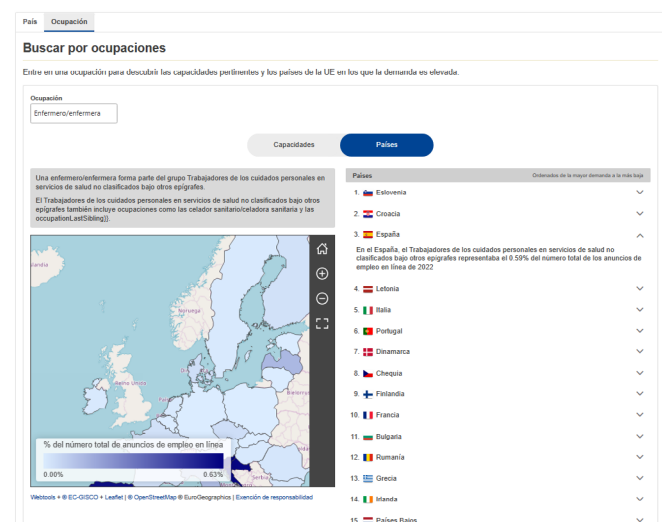 País Ocupación
Buscar por ocupaciones
Entre en una ocupación para descubrir las capacidades pertinentes y los países de la UE en los que la demanda es elevada.
Ocupación
Enfermero/enfermera
Capacidades Países
Una enfermero/enfermera forma parte del grupo Trabajadores de los cuidados personales en
servicios de salud no clasificados bajo otros epígrafes.
El Trabajadores de los cuidados personales en servicios de salud no clasificados bajo otros
epígrafes también incluye ocupaciones como las celador sanitario/celadora sanitaria y las
occupationLastSibling}}.
Islandia
Noruega
Reino Unido
Bielorrusia
Serbia
% del número total de anuncios de empleo en línea
0.00% 0.63%
Webtools + © EC-GISCO + Leaflet | © OpenStreetMap © EuroGeographics | Exención de responsabilidad
Países Ordenados de la mayor demanda a la más baja
1. Eslovenia
2. Croacia
3. España
En el España, el Trabajadores de los cuidados personales en servicios de salud no
clasificados bajo otros epígrafes representaba el 0.59% del número total de los anuncios de
empleo en línea de 2022
4. Letonia
5. Italia
6. Portugal
7. Dinamarca
8. Chequia
9. Finlandia
10. Francia
11. Bulgaria
12. Rumanía
13. Grecia
14. Irlanda
15. Países Bajos